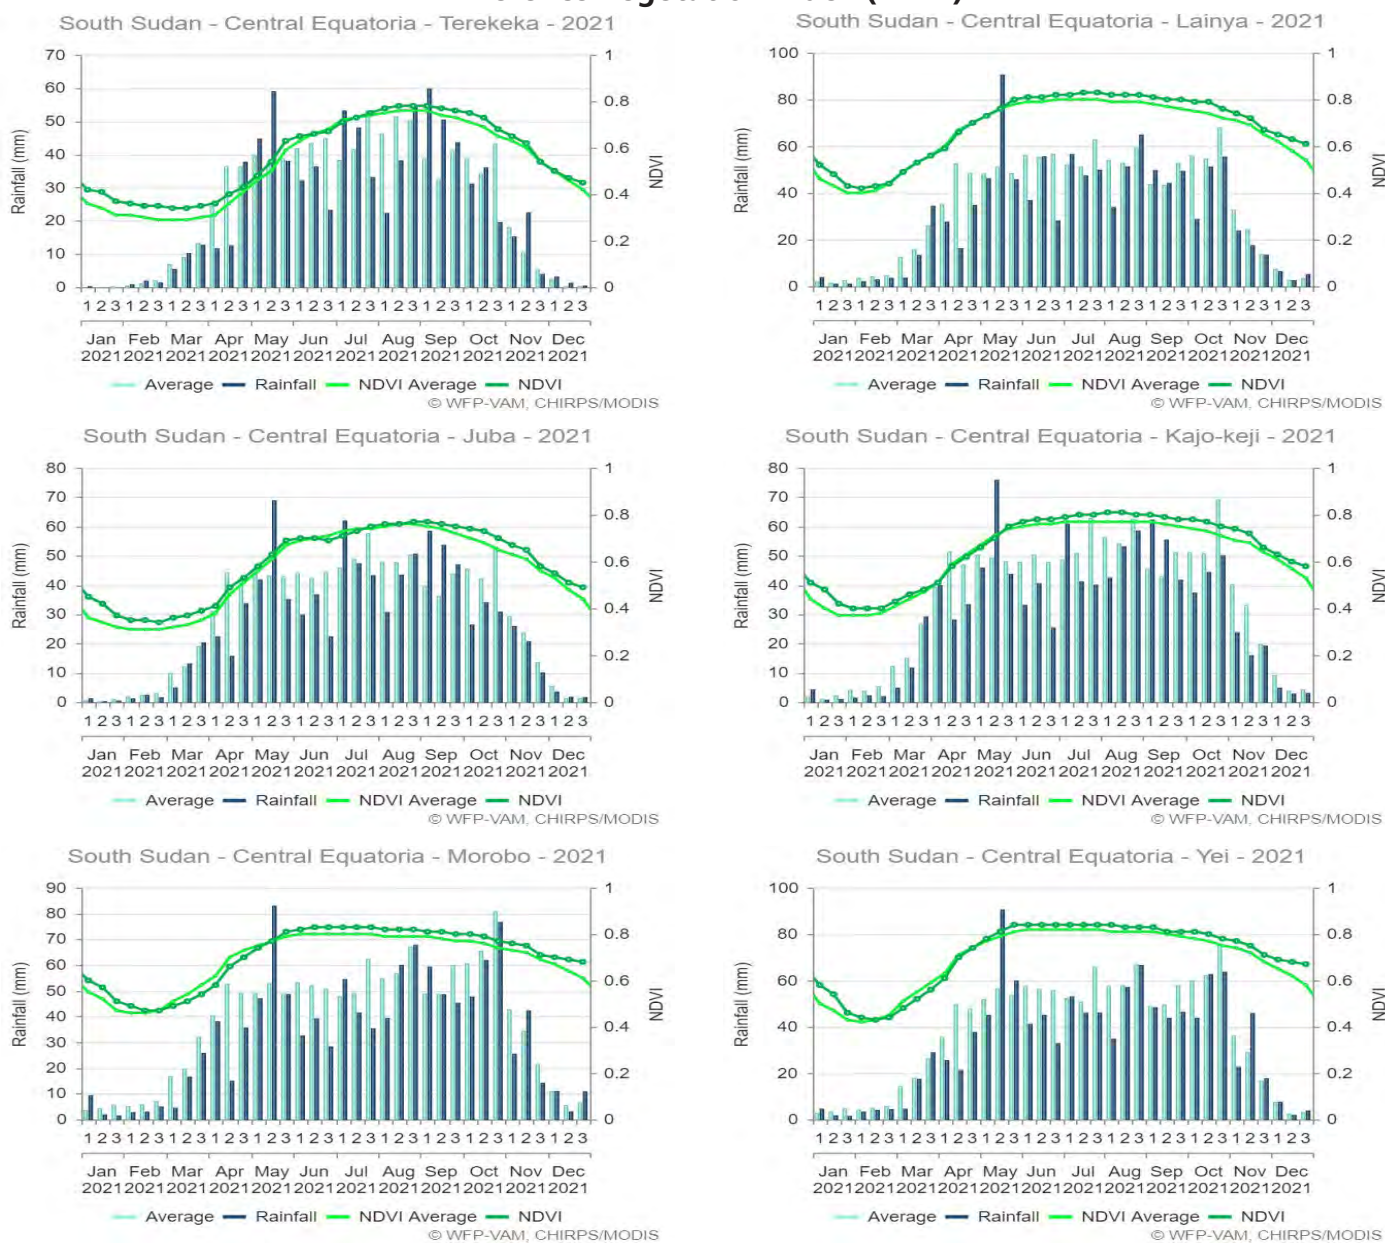 South Sudan - Central Equatoria - Terekeka - 2021
Rainfall (mm)
70
60
50
40
30
20
10
0
NDVI
1
0.8
0.6
0.4
0.2
0
1 2 3 1 2 3 1 2 3 1 2 3 1 2 3 1 2 3 1 2 3 1 2 3 1 2 3 1 2 3 1 2 3 1 2 3
Jan Feb Mar Apr May Jun Jul Aug Sep Oct Nov Dec
2021 2021 2021 2021 2021 2021 2021 2021 2021 2021 2021 2021
Average Rainfall NDVI Average NDVI
© WFP-VAM, CHIRPS/MODIS
South Sudan - Central Equatoria - Lainya - 2021
Rainfall (mm)
100
80
60
40
20
0
NDVI
1
0.8
0.6
0.4
0.2
0
1 2 3 1 2 3 1 2 3 1 2 3 1 2 3 1 2 3 1 2 3 1 2 3 1 2 3 1 2 3 1 2 3 1 2 3
Jan Feb Mar Apr May Jun Jul Aug Sep Oct Nov Dec
2021 2021 2021 2021 2021 2021 2021 2021 2021 2021 2021 2021
Average Rainfall NDVI Average NDVI
© WFP-VAM, CHIRPS/MODIS
South Sudan - Central Equatoria - Juba - 2021
Rainfall (mm)
80
70
60
50
40
30
20
10
0
NDVI
1
0.8
0.6
0.4
0.2
0
1 2 3 1 2 3 1 2 3 1 2 3 1 2 3 1 2 3 1 2 3 1 2 3 1 2 3 1 2 3 1 2 3 1 2 3
Jan Feb Mar Apr May Jun Jul Aug Sep Oct Nov Dec
2021 2021 2021 2021 2021 2021 2021 2021 2021 2021 2021 2021
Average Rainfall NDVI Average NDVI
© WFP-VAM, CHIRPS/MODIS
South Sudan - Central Equatoria - Kajo-keji - 2021
Rainfall (mm)
80
70
60
50
40
30
20
10
0
NDVI
1
0.8
0.6
0.4
0.2
0
1 2 3 1 2 3 1 2 3 1 2 3 1 2 3 1 2 3 1 2 3 1 2 3 1 2 3 1 2 3 1 2 3 1 2 3
Jan Feb Mar Apr May Jun Jul Aug Sep Oct Nov Dec
2021 2021 2021 2021 2021 2021 2021 2021 2021 2021 2021 2021
Average Rainfall NDVI Average NDVI
© WFP-VAM, CHIRPS/MODIS
South Sudan - Central Equatoria - Morobo - 2021
Rainfall (mm)
90
80
70
60
50
40
30
20
10
0
NDVI
1
0.8
0.6
0.4
0.2
0
1 2 3 1 2 3 1 2 3 1 2 3 1 2 3 1 2 3 1 2 3 1 2 3 1 2 3 1 2 3 1 2 3 1 2 3
Jan Feb Mar Apr May Jun Jul Aug Sep Oct Nov Dec
2021 2021 2021 2021 2021 2021 2021 2021 2021 2021 2021 2021
Average Rainfall NDVI Average NDVI
© WFP-VAM, CHIRPS/MODIS
South Sudan - Central Equatoria - Yei - 2021
Rainfall (mm)
100
80
60
40
20
0
NDVI
1
0.8
0.6
0.4
0.2
0
1 2 3 1 2 3 1 2 3 1 2 3 1 2 3 1 2 3 1 2 3 1 2 3 1 2 3 1 2 3 1 2 3 1 2 3
Jan Feb Mar Apr May Jun Jul Aug Sep Oct Nov Dec
2021 2021 2021 2021 2021 2021 2021 2021 2021 2021 2021 2021
Average Rainfall NDVI Average NDVI
© WFP-VAM, CHIRPS/MODIS